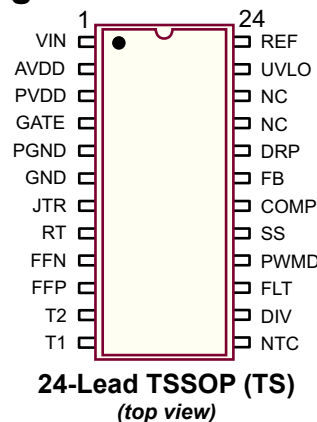 1 24
VIN REF
AVDD UVLO
PVDD NC
GATE NC
PGND DRP
GND FB
JTR COMP
RT SS
FFN PWMD
FFP FLT
T2 DIV
T1 NTC
24-Lead TSSOP (TS)
(top view)